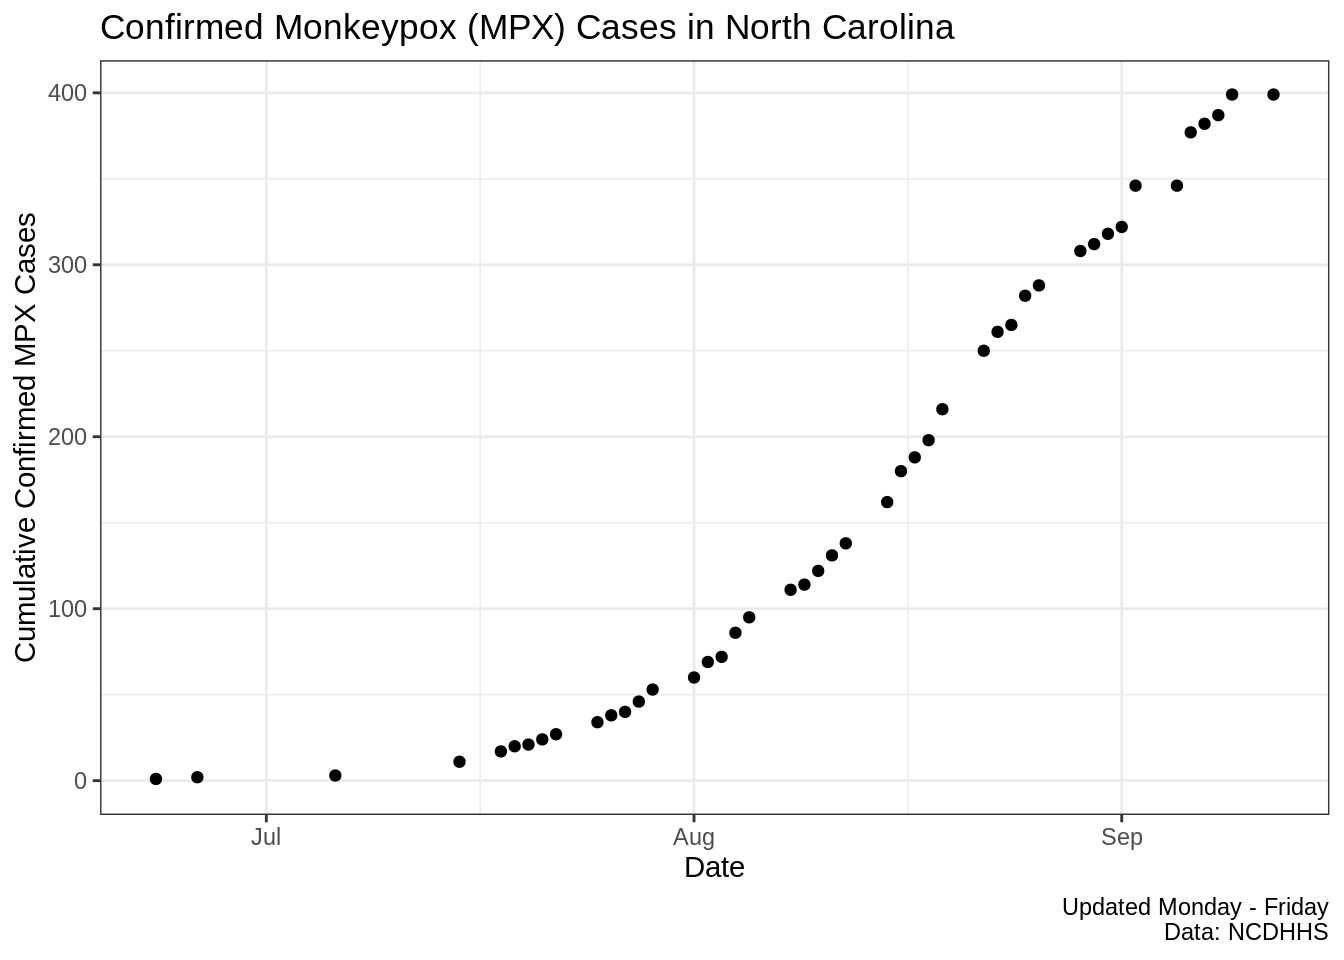 Confirmed Monkeypox (MPX) Cases in North Carolina
400
300
200
100
0
Cumulative Confirmed MPX Cases
Jul
Aug
Sep
Date
Updated Monday - Friday
Data: NCDHHS